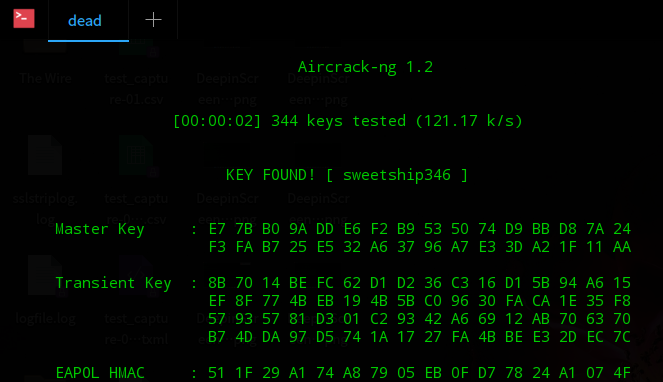 dead
Aircrack-ng 1.2
[00:00:02] 344 keys tested (121.17 k/s)
KEY FOUND! [ sweetship346 ]
Master Key : E7 7B B0 9A DD E6 F2 B9 53 50 74 D9 BB D8 7A 24
F3 FA B7 25 E5 32 A6 37 96 A7 E3 3D A2 1F 11 AA
Transient Key : 8B 70 14 BE FC 62 D1 D2 36 C3 16 D1 5B 94 A6 15
EF 8F 77 4B EB 19 4B 5B C0 96 30 FA CA 1E 35 F8
57 93 57 81 D3 01 C2 93 42 A6 69 12 AB 70 63 70
B7 4D DA 97 D5 74 1A 17 27 FA 4B BE E3 2D EC 7C
EAPOL HMAC : 51 1F 29 A1 74 A8 79 05 EB 0F D7 78 24 A1 07 4F
The Wire
test_captu
re-01.csv
DeepinScr
een···png
DeepinScr
een···png
sslstriplog.
log
logfile.log
test_captu